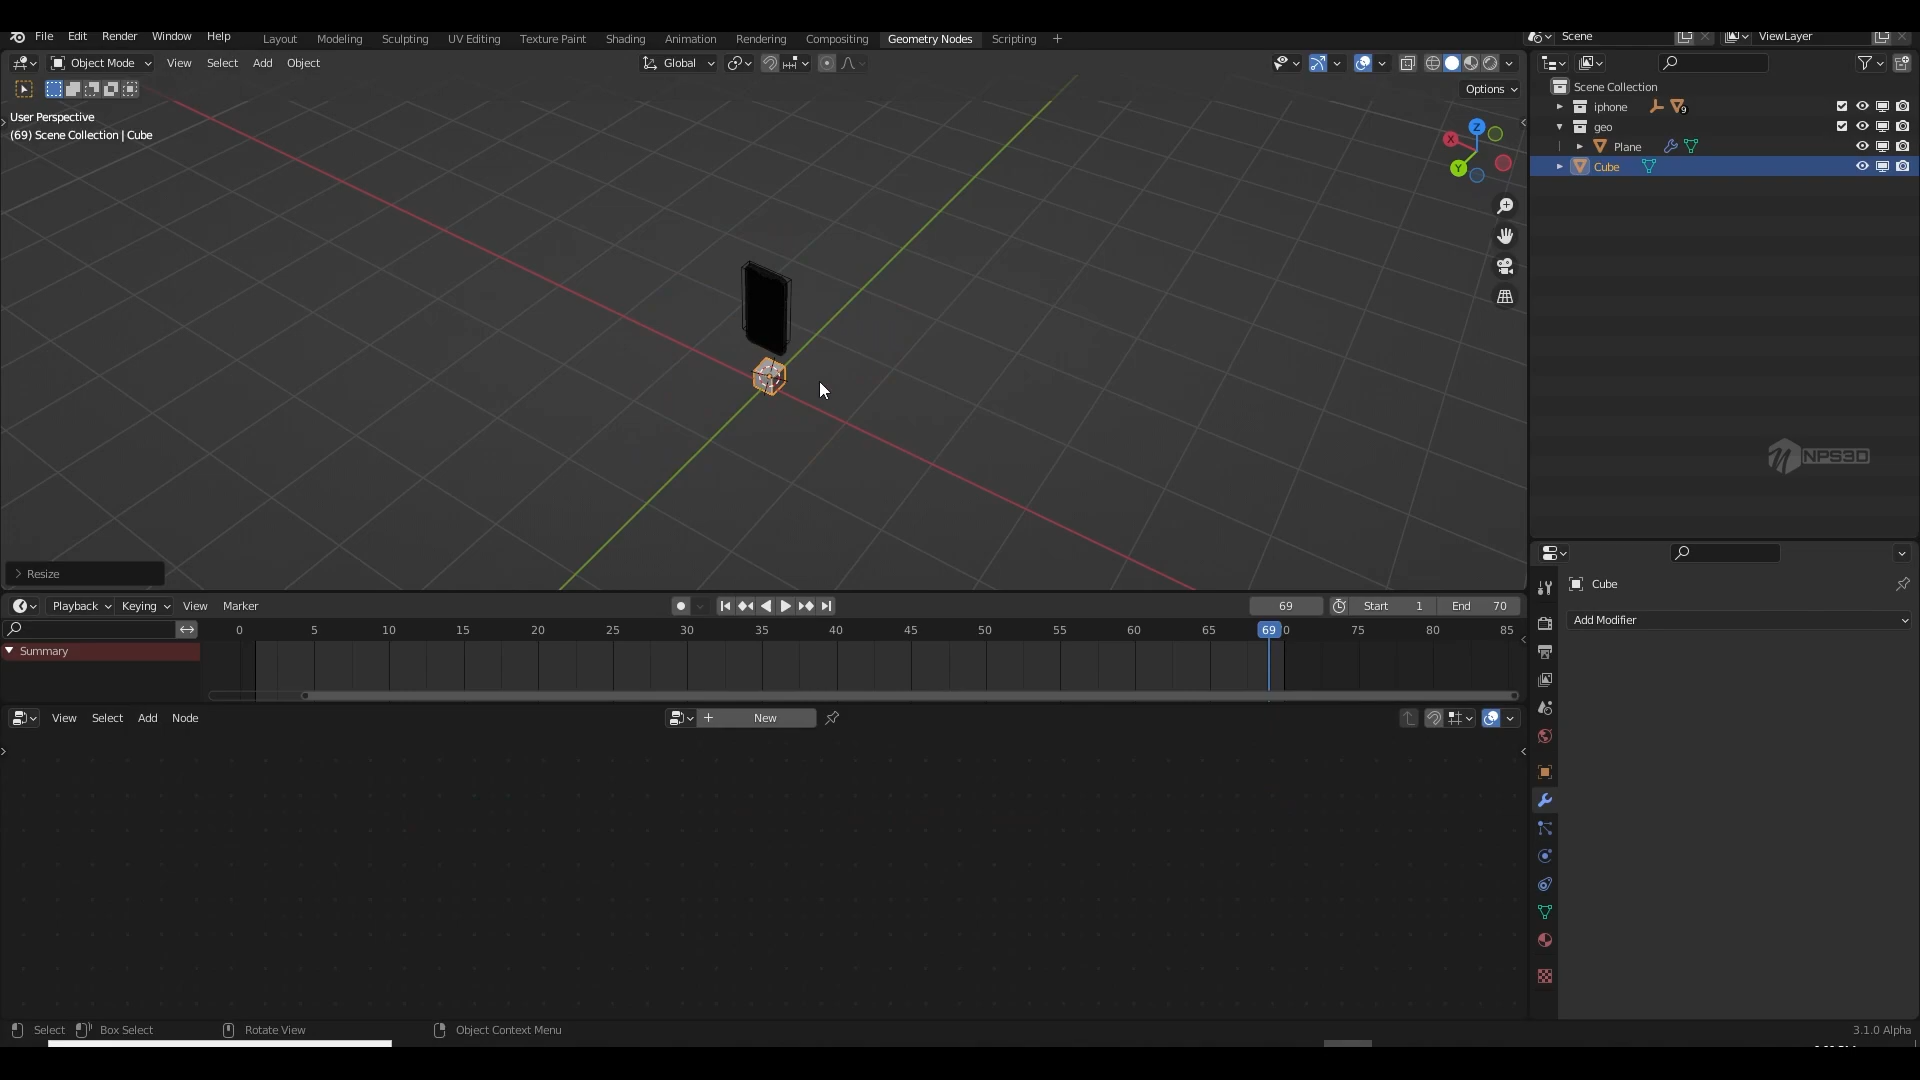 File Edit Render Window Help
Layout Modeling Sculpting UV Editing Texture Paint Shading Animation Rendering Compositing Geometry Nodes Scripting +
Scene
ViewLayer
Object Mode View Select Add Object
Global
Options
User Perspective
(69) Scene Collection | Cube
X
Y
Z
Resize
Scene Collection
iphone 9
geo
Plane
Cube
NPS3D
Cube
Add Modifier
Playback Keying View Marker
69 Start 1 End 70
0 5 10 15 20 25 30 35 40 45 50 55 60 65 69 0 75 80 85
Summary
View Select Add Node
+ New
Select Box Select Rotate View Object Context Menu
3.1.0 Alpha